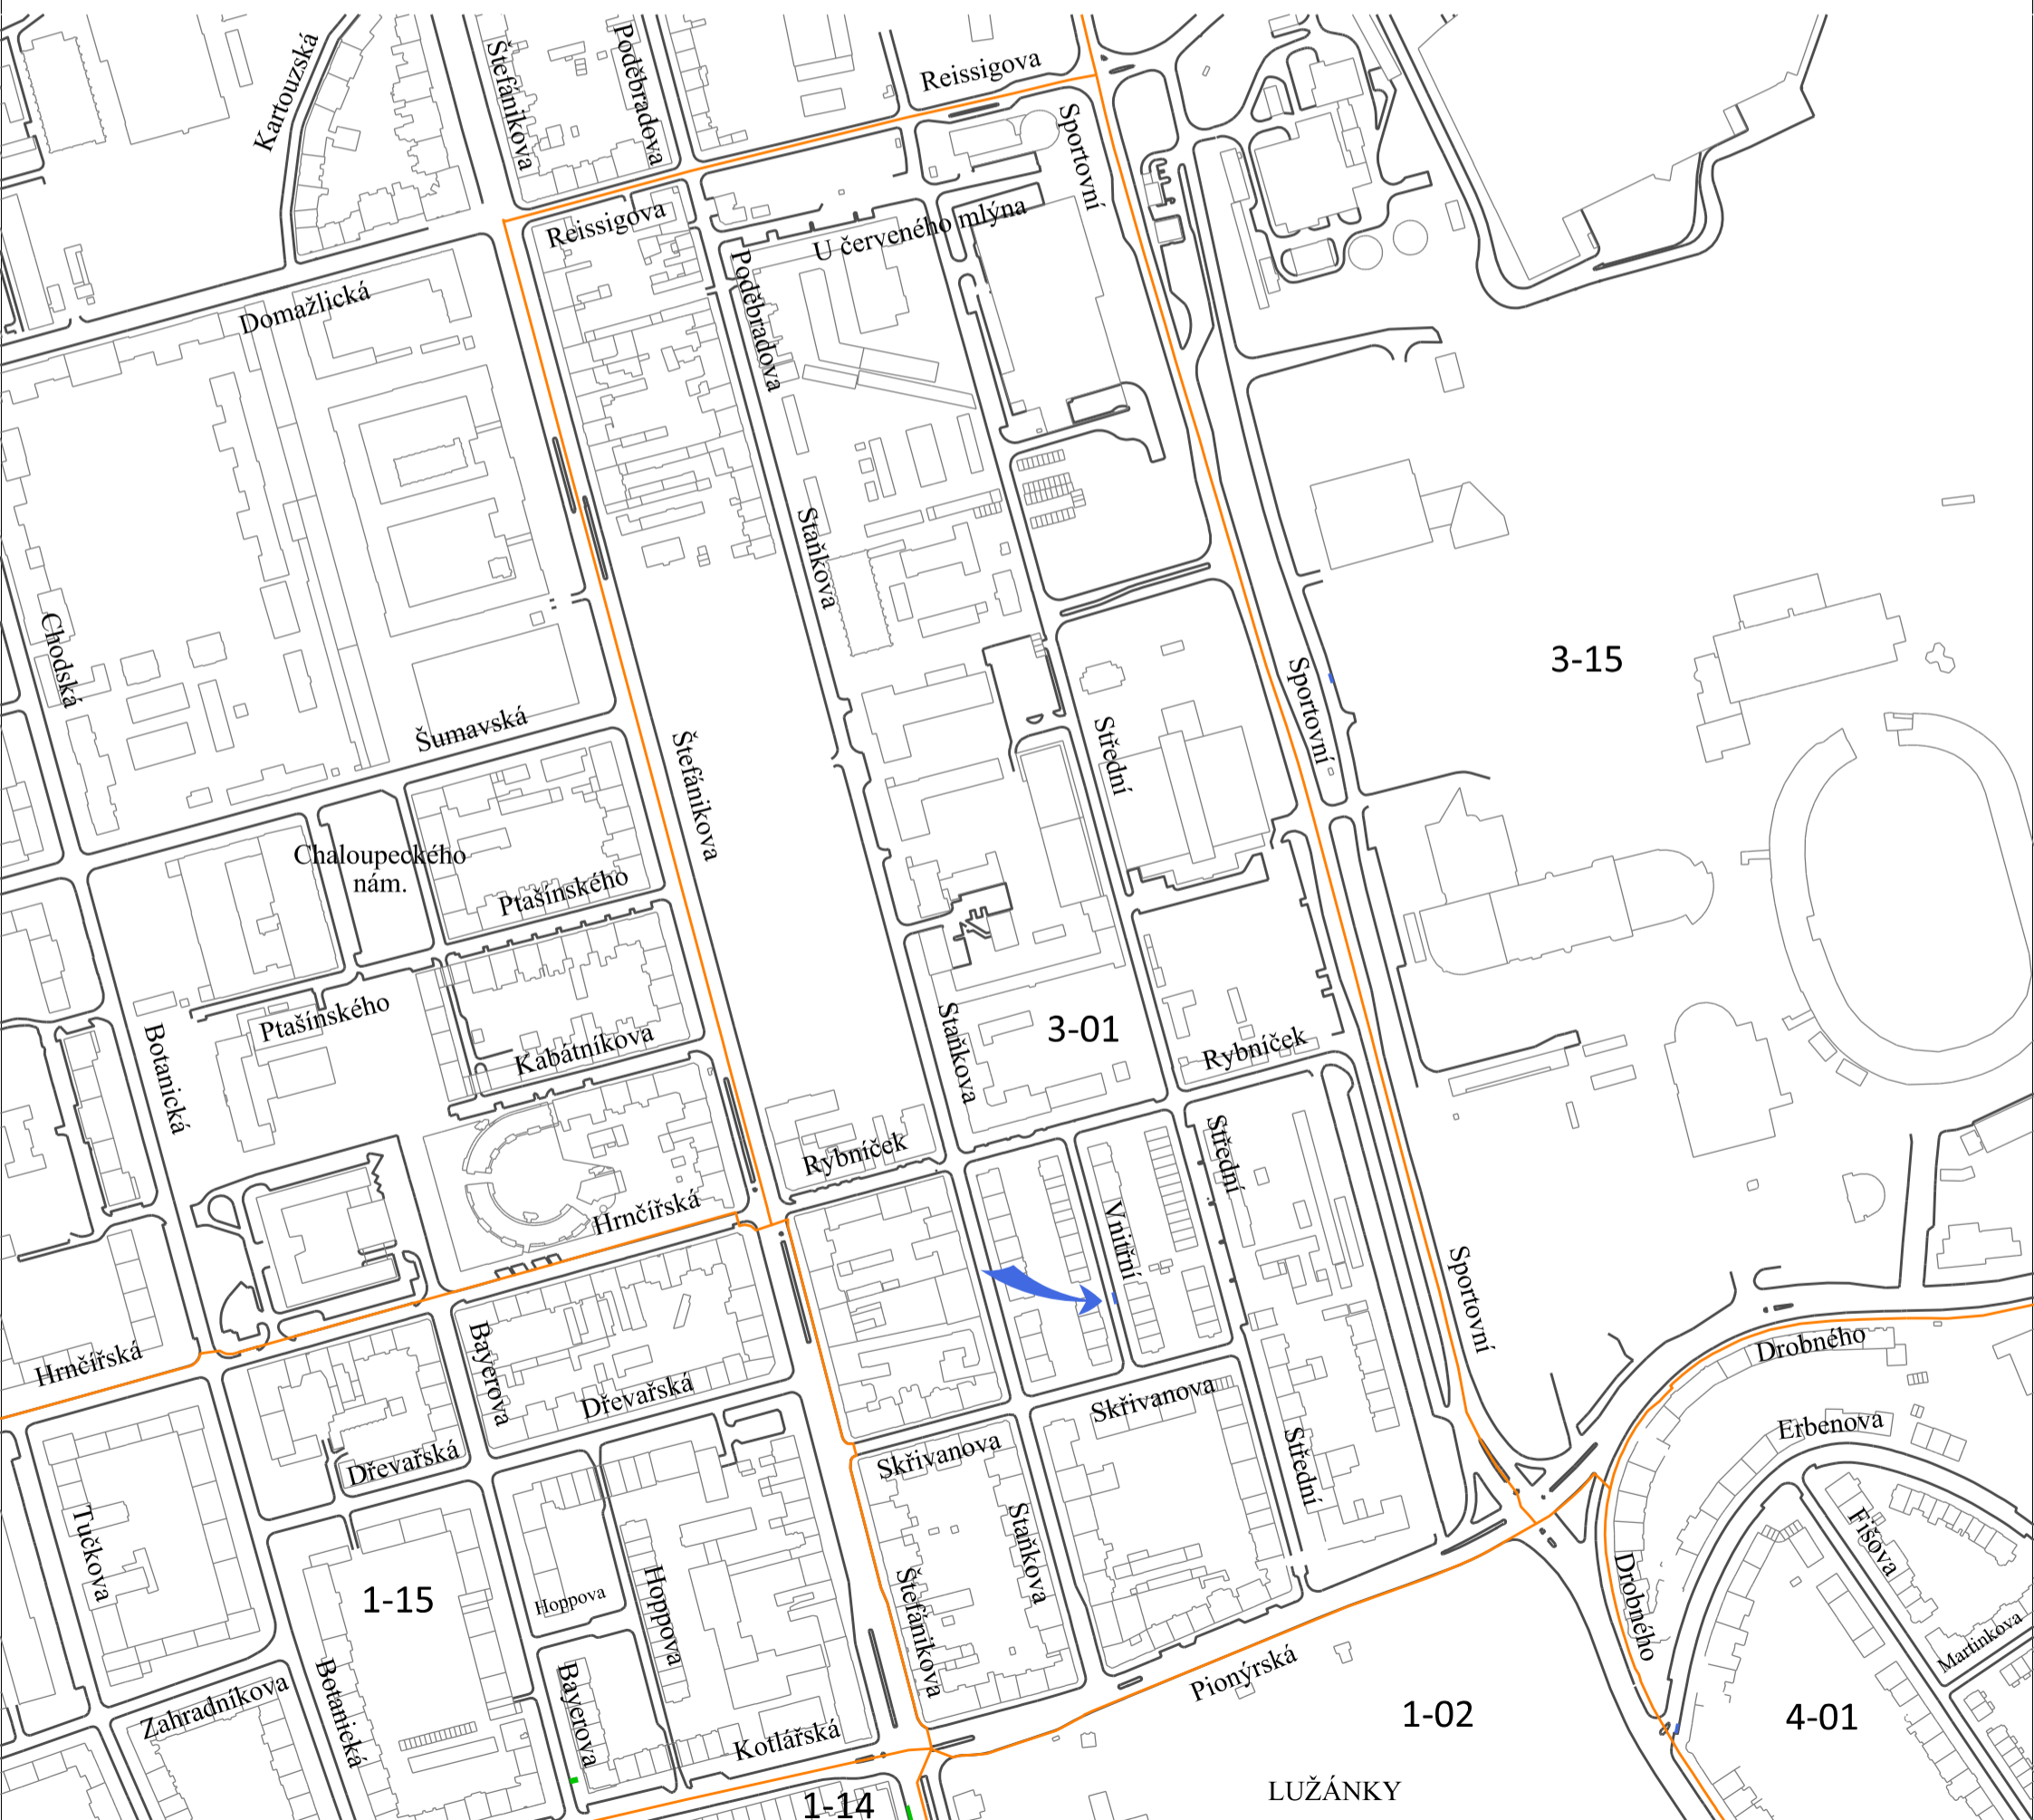 Kartouzská
Štefánikova
Poděbradova
Reissigova
Sportovní
Reissigova
U červeného mlýna
Poděbradova
Domažlická
Staňkova
Chodská
Šumavská
Štefánikova
Střední
Sportovní
3-15
Chaloupeckého
nám.
Ptašínského
Ptašínského
Botanická
Kabátníkova
Staňkova
3-01
Rybníček
Rybníček
Hrnčířská
Vnitřní
Střední
Sportovní
Hrnčířská
Bayerova
Dřevařská
Dřevařská
Skřivanova
Skřivanova
Střední
Drobného
Erbenova
Fišova
Tučkova
1-15
Hoppova
Hoppova
Staňkova
Štefánikova
Drobného
Martinkova
Pionýrská
Zahradníkova
Botanická
Bayerova
Kotlářská
1-02
4-01
1-14
LUŽÁNKY